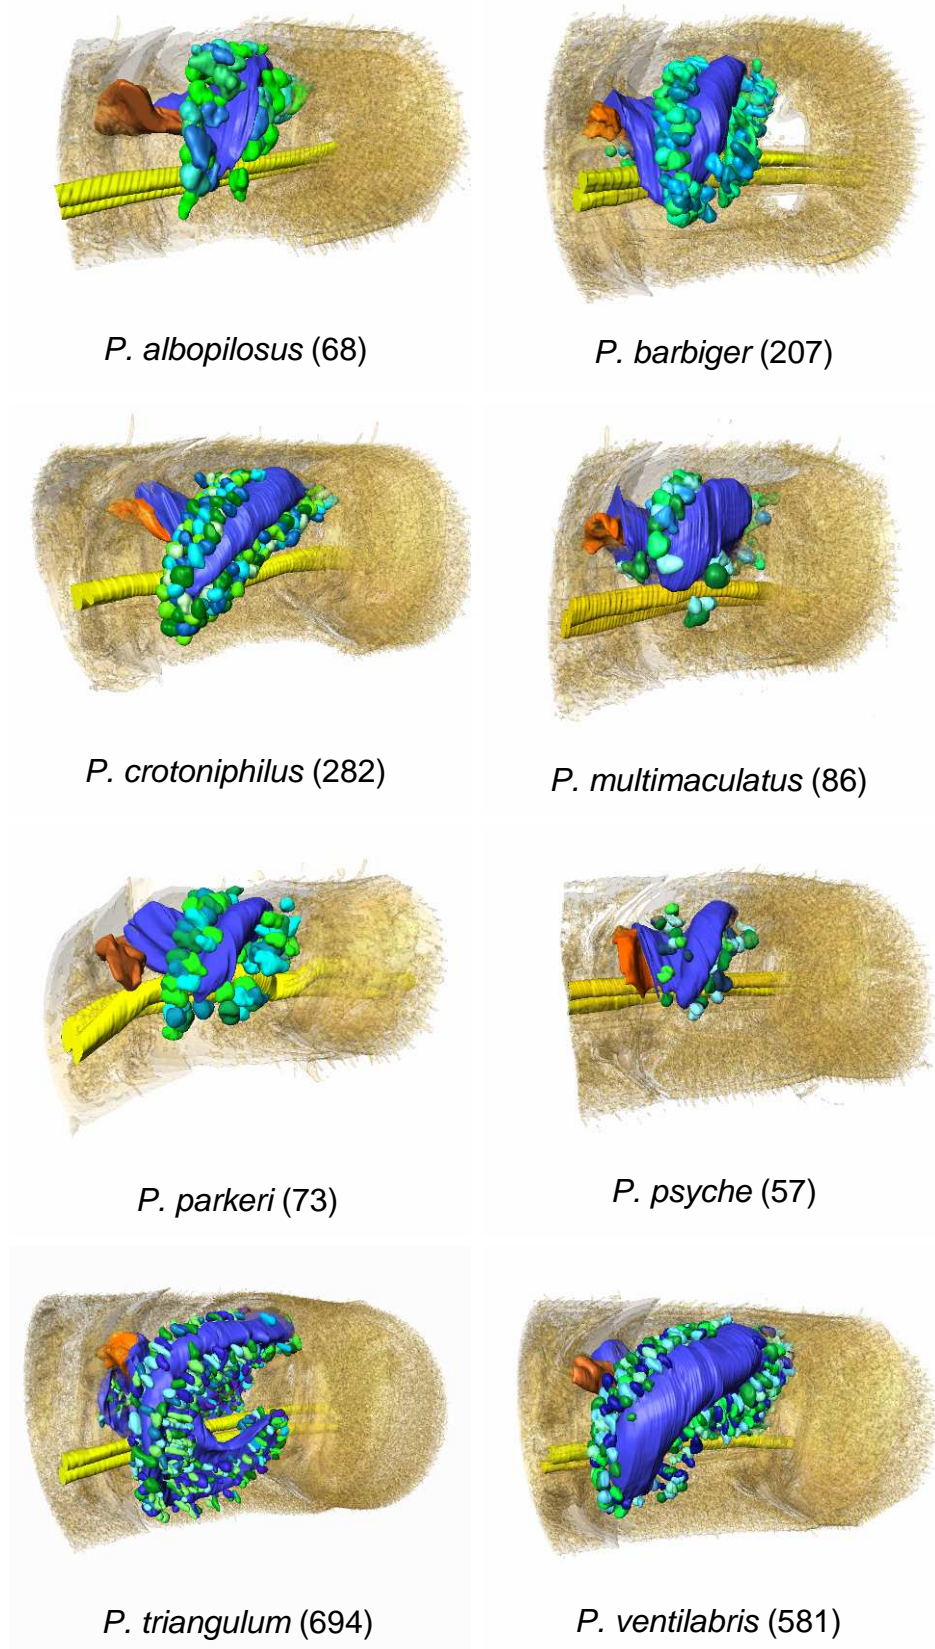 P. albopilosus (68)
P. barbiger (207)
P. crotoniphilus (282)
P. multimaculatus (86)
P. parkeri (73)
P. psyche (57)
P. triangulum (694)
P. ventilabris (581)